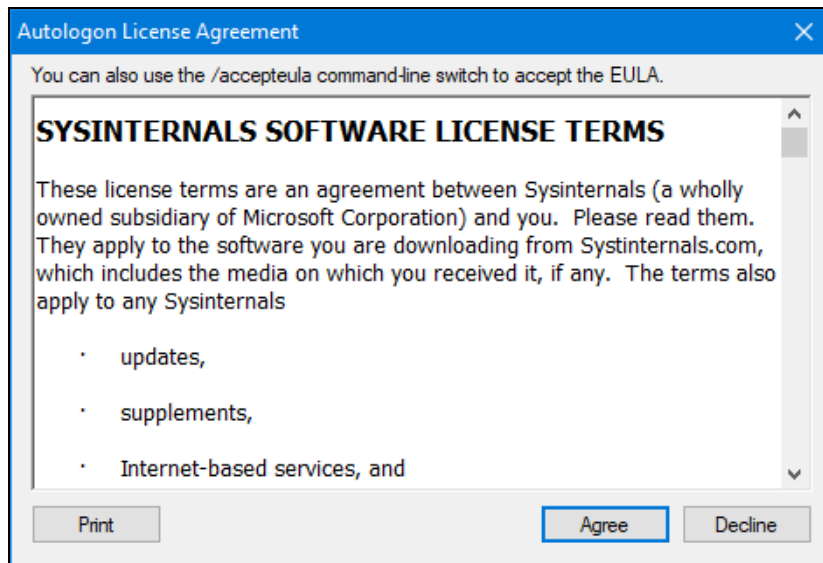 Autologon License Agreement
You can also use the /accepteula command-line switch to accept the EULA.
SYSINTERNALS SOFTWARE LICENSE TERMS
These license terms are an agreement between Sysinternals (a wholly
owned subsidiary of Microsoft Corporation) and you.  Please read them.
They apply to the software you are downloading from Systinternals.com,
which includes the media on which you received it, if any.  The terms also
apply to any Sysinternals
· updates,
· supplements,
· Internet-based services, and
Print Agree Decline